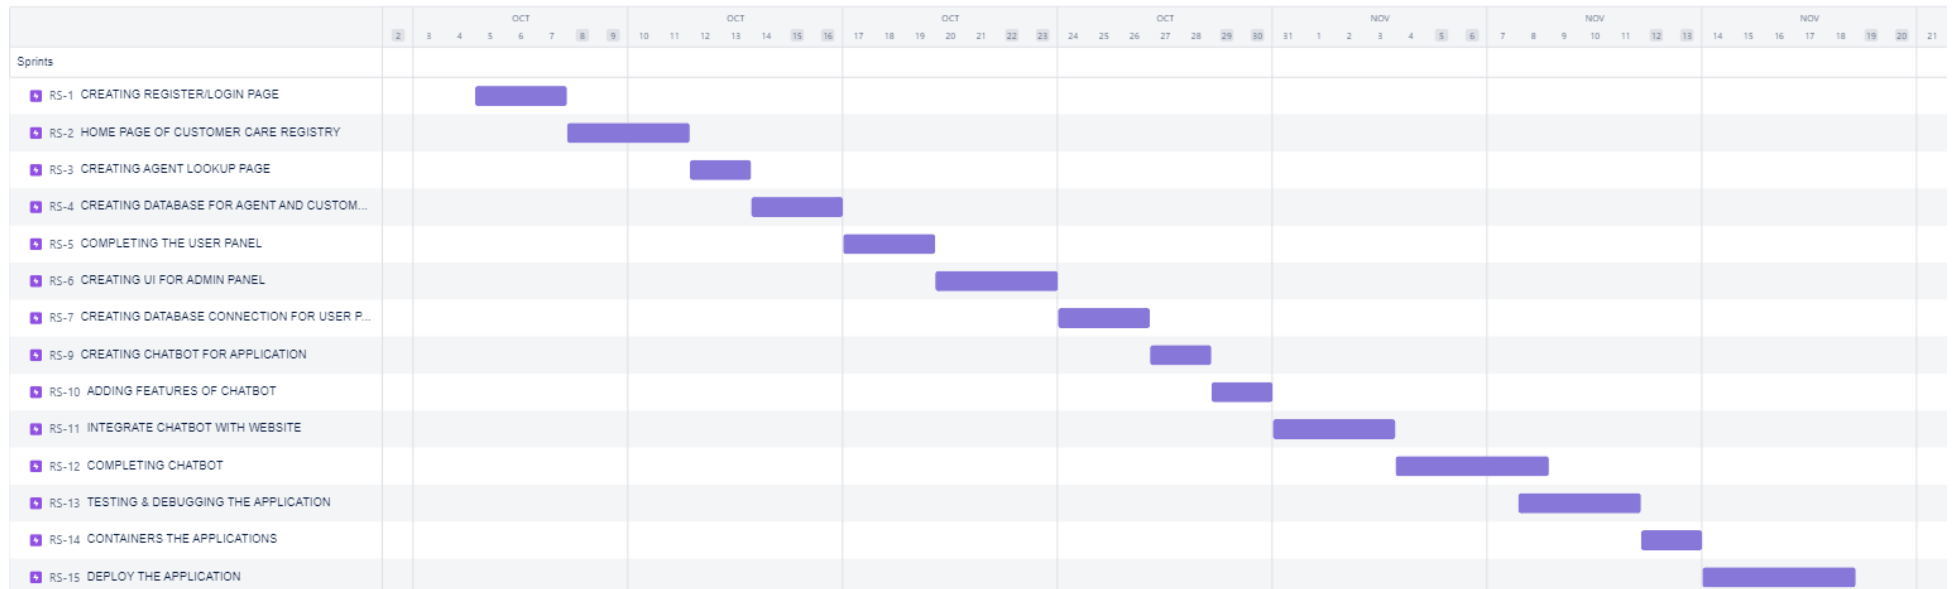 OCT OCT OCT OCT NOV NOV NOV
2 3 4 5 6 7 8 9 10 11 12 13 14 15 16 17 18 19 20 21 22 23 24 25 26 27 28 29 30 31 1 2 3 4 5 6 7 8 9 10 11 12 13 14 15 16 17 18 19 20 21
Sprints
RS-1 CREATING REGISTER/LOGIN PAGE
RS-2 HOME PAGE OF CUSTOMER CARE REGISTRY
RS-3 CREATING AGENT LOOKUP PAGE
RS-4 CREATING DATABASE FOR AGENT AND CUSTOM...
RS-5 COMPLETING THE USER PANEL
RS-6 CREATING UI FOR ADMIN PANEL
RS-7 CREATING DATABASE CONNECTION FOR USER P...
RS-9 CREATING CHATBOT FOR APPLICATION
RS-10 ADDING FEATURES OF CHATBOT
RS-11 INTEGRATE CHATBOT WITH WEBSITE
RS-12 COMPLETING CHATBOT
RS-13 TESTING & DEBUGGING THE APPLICATION
RS-14 CONTAINERS THE APPLICATIONS
RS-15 DEPLOY THE APPLICATION